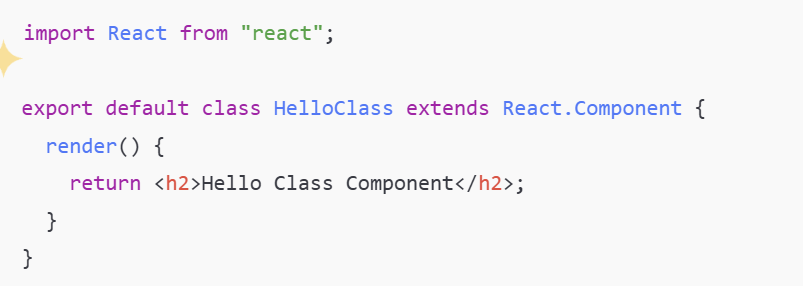 import React from "react";
export default class HelloClass extends React.Component {
render() {
return <h2>Hello Class Component</h2>;
}
}